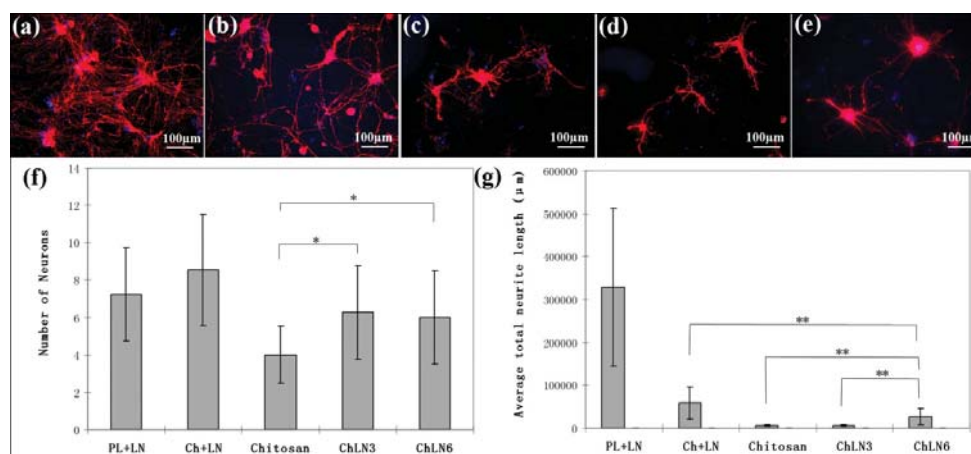 (a)
(b)
(c)
(d)
(e)
100µm
100µm
100µm
100µm
100µm
(f)
Number of Neurons
14
12
10
8
6
4
2
0
*
*
PL+LN
Ch+LN
Chitosan
ChLN3
ChLN6
(g)
Average total neurite length (µm)
600000
500000
400000
300000
200000
100000
0
**
**
**
PL+LN
Ch+LN
Chitosan
ChLN3
ChLN6